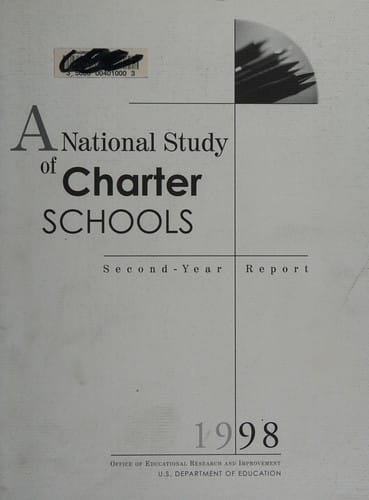 3 5000 00401000 3
A National Study
of Charter
SCHOOLS
Second-Year Report
1998
OFFICE OF EDUCATIONAL RESEARCH AND IMPROVEMENT
U.S. DEPARTMENT OF EDUCATION